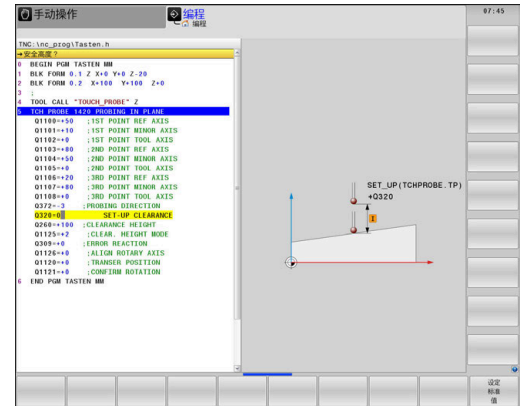 手动操作
编程
编程
07:45
TNC:\nc_prog\Tasten.h
→安全高度?
0 BEGIN PGM TASTEN MM
1 BLK FORM 0.1 Z X+0 Y+0 Z-20
2 BLK FORM 0.2 X+100 Y+100 Z+0
3 ;
4 TOOL CALL "TOUCH_PROBE" Z
5 TCH PROBE 1420 PROBING IN PLANE
Q1100=+50 ;1ST POINT REF AXIS
Q1101=+10 ;1ST POINT MINOR AXIS
Q1102=+0 ;1ST POINT TOOL AXIS
Q1103=+80 ;2ND POINT REF AXIS
Q1104=+50 ;2ND POINT MINOR AXIS
Q1105=+0 ;2ND POINT TOOL AXIS
Q1106=+20 ;3RD POINT REF AXIS
Q1107=+80 ;3RD POINT MINOR AXIS
Q1108=+0 ;3RD POINT TOOL AXIS
Q372=-3 ;PROBING DIRECTION
Q320=0 SET-UP CLEARANCE
Q260=+100 ;CLEARANCE HEIGHT
Q1125=+2 ;CLEAR. HEIGHT MODE
Q309=+0 ;ERROR REACTION
Q1126=+0 ;ALIGN ROTARY AXIS
Q1120=+0 ;TRANSER POSITION
Q1121=+0 ;CONFIRM ROTATION
6 END PGM TASTEN MM
SET_UP(TCHPROBE.TP)
+Q320
I
设定
标准
值